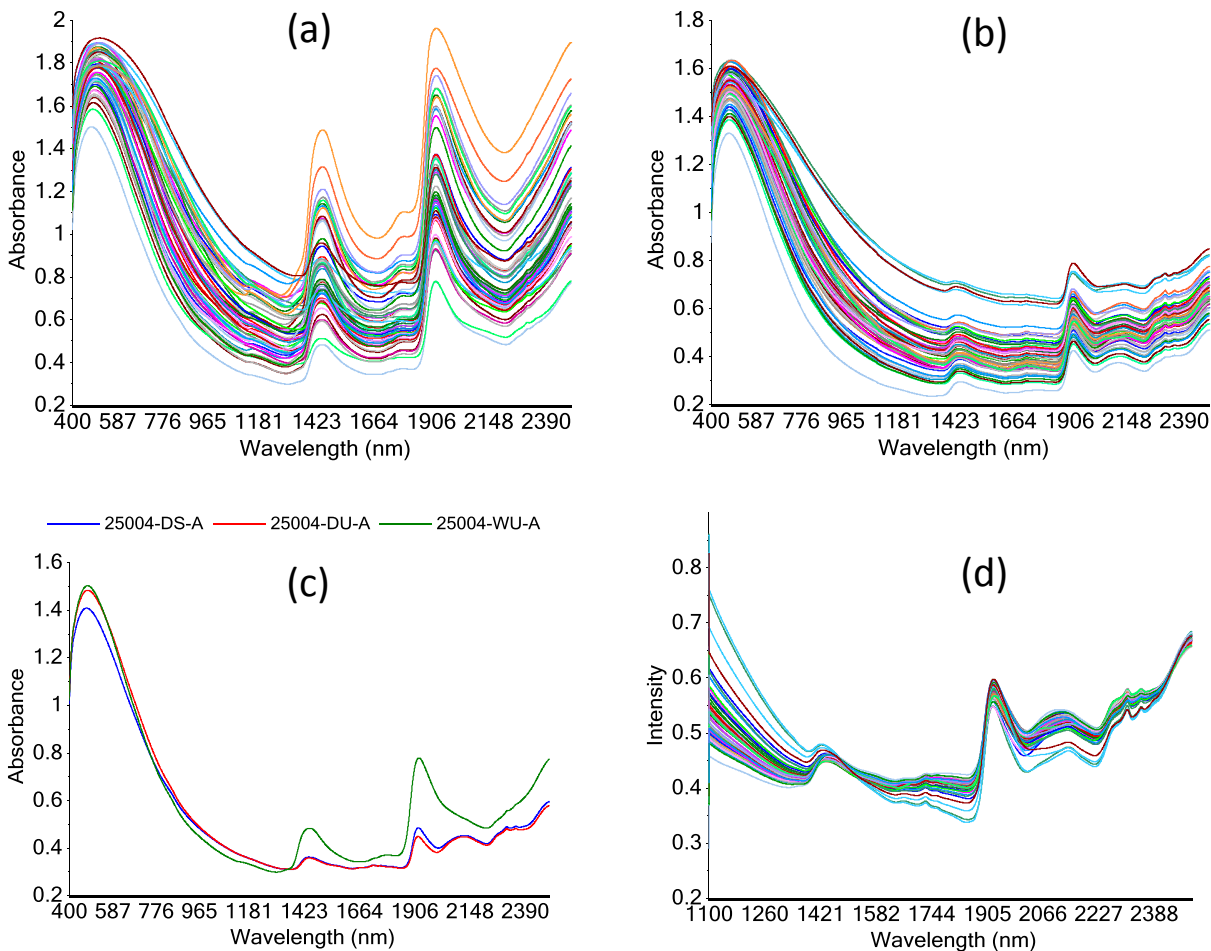 (a)
2
1.8
1.6
1.4
1.2
1
0.8
0.6
0.4
0.2
Absorbance
400 587 776 965 1181 1423 1664 1906 2148 2390
Wavelength (nm)
(b)
1.8
1.6
1.4
1.2
1
0.8
0.6
0.4
0.2
Absorbance
400 587 776 965 1181 1423 1664 1906 2148 2390
Wavelength (nm)
25004-DS-A 25004-DU-A 25004-WU-A
(c)
1.6
1.4
1.2
1
0.8
0.6
0.4
0.2
Absorbance
400 587 776 965 1181 1423 1664 1906 2148 2390
Wavelength (nm)
(d)
0.8
0.7
0.6
0.5
0.4
0.3
0.2
Intensity
1100 1260 1421 1582 1744 1905 2066 2227 2388
Wavelength (nm)